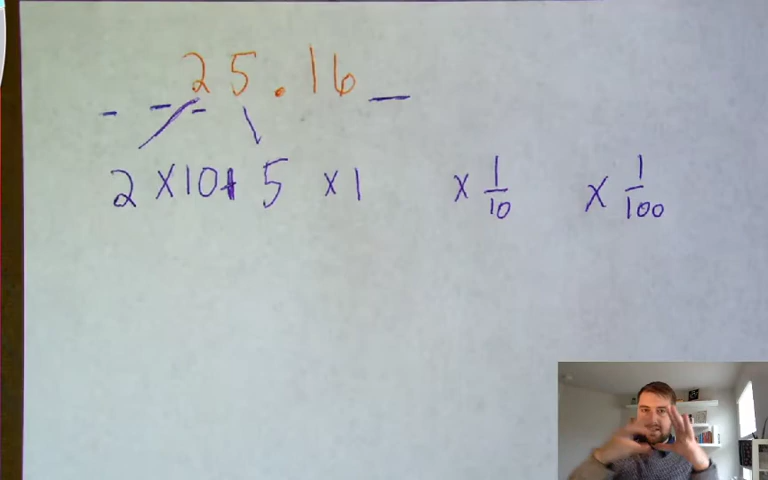 25.16
2 × 10 + 5 × 1 × 1/10 × 1/100